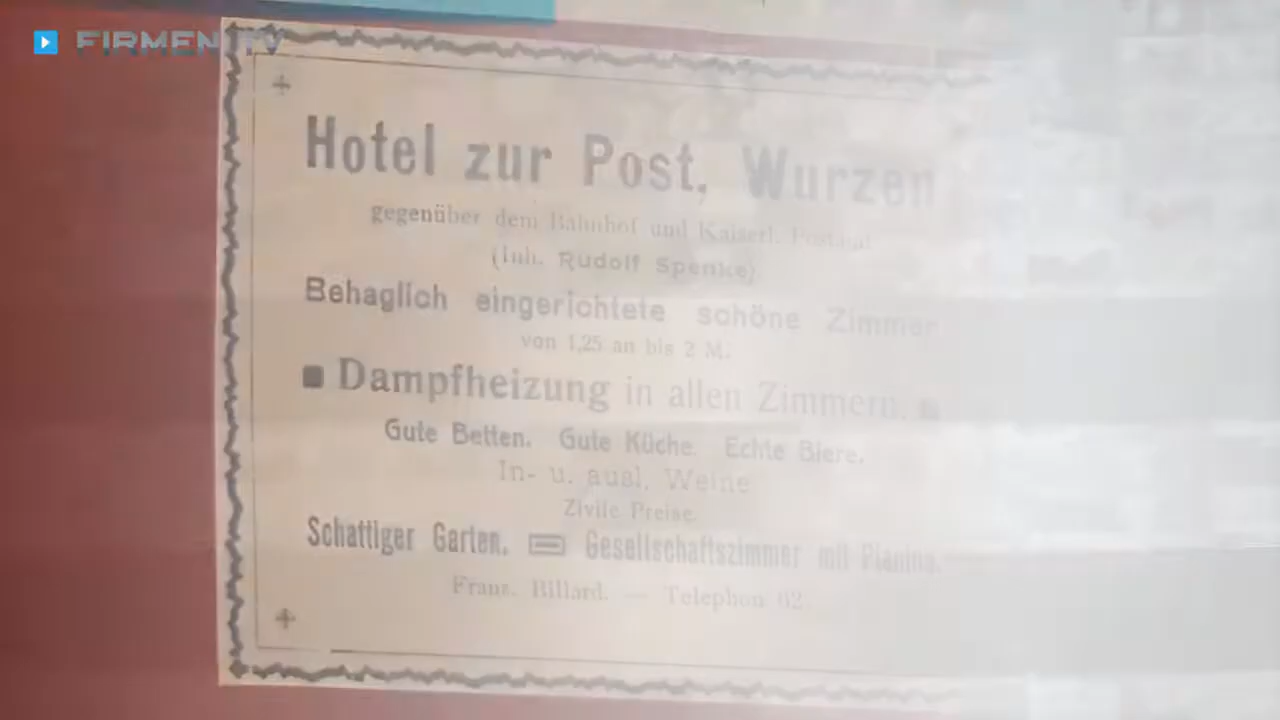 FIRMEN TV
Hotel zur Post, Wurzen
gegenüber dem Bahnhof und Kaiserl. Postamt
(Inh. Rudolf Spenke)
Behaglich eingerichtete schöne Zimmer
von 1,25 an bis 2 M.
Dampfheizung in allen Zimmern.
Gute Betten. Gute Küche. Echte Biere.
In- u. ausl. Weine
Zivile Preise.
Schattiger Garten. Gesellschaftszimmer mit Pianino.
Franz. Billard. — Telephon 62